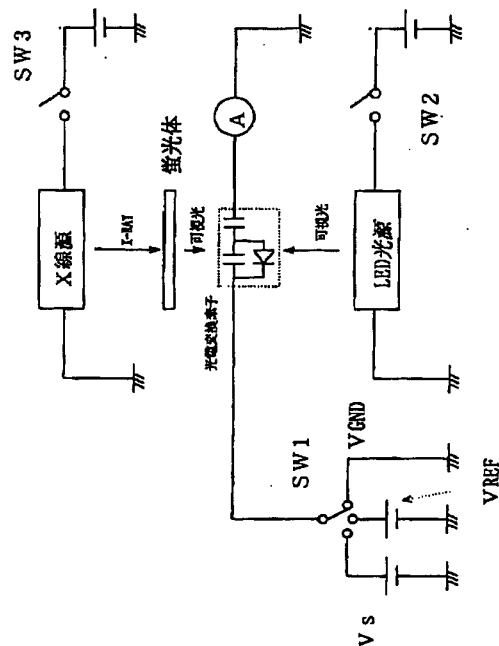 SW3
X線源
X-RAY
蛍光体
可視光
光電変換素子
A
可視光
LED光源
SW2
SW1
VGND
A
VREF
Vs